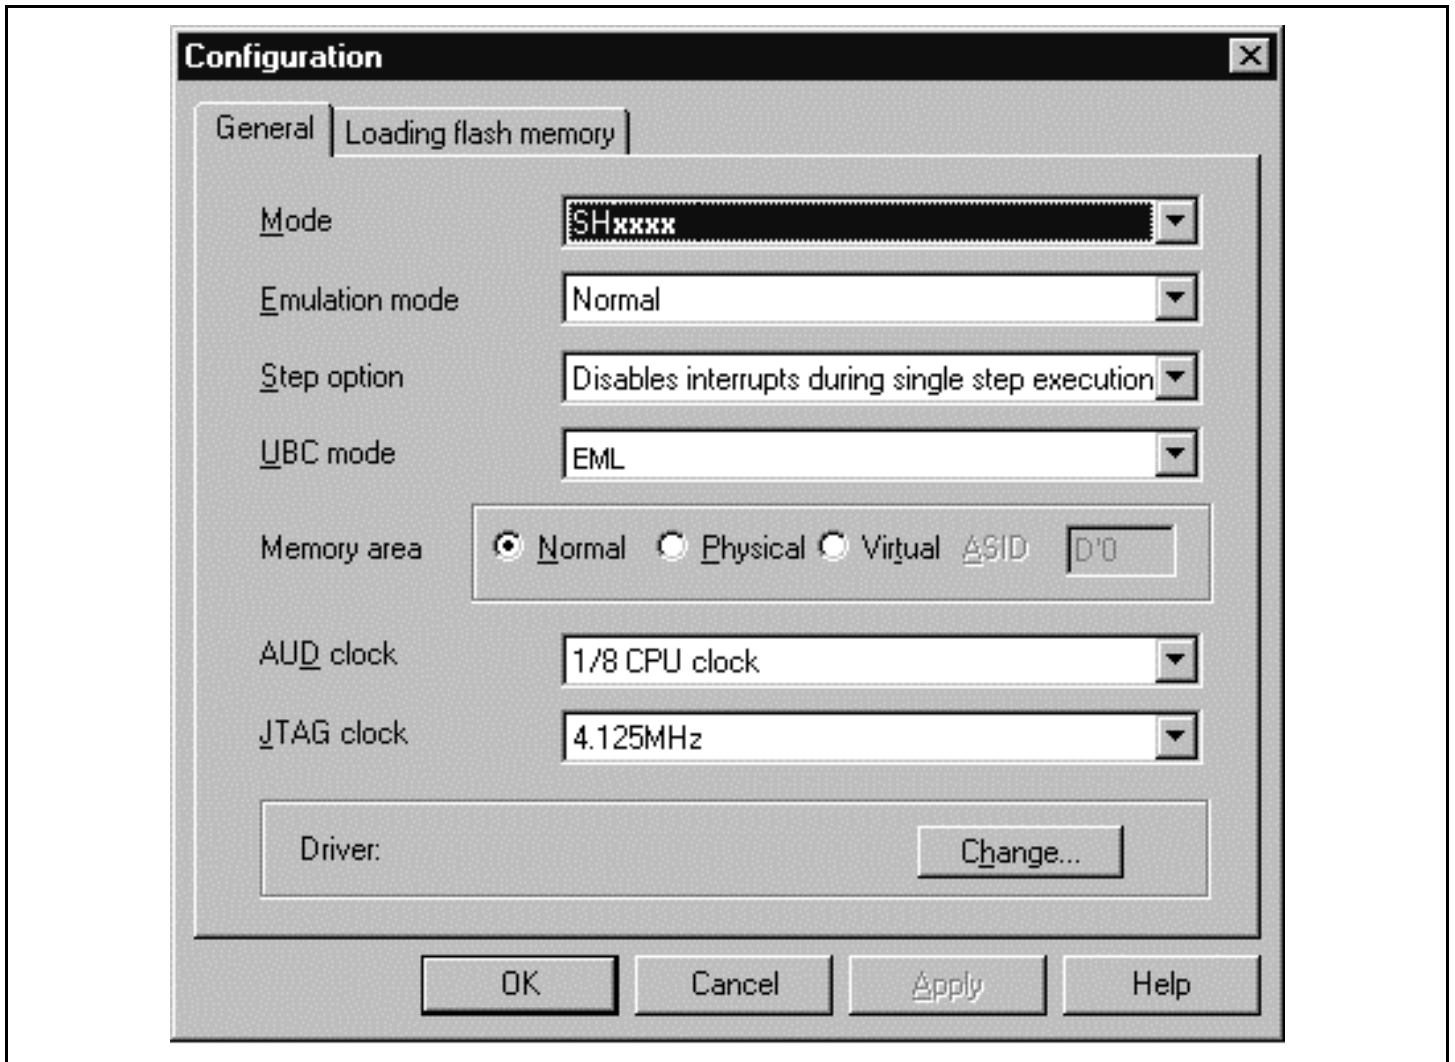 Configuration
General
Loading flash memory
Mode
SHxxxx
Emulation mode
Normal
Step option
Disables interrupts during single step execution
UBC mode
EML
Memory area
Normal Physical Virtual ASID D'0
AUD clock
1/8 CPU clock
JTAG clock
4.125MHz
Driver:
Change...
OK Cancel Apply Help